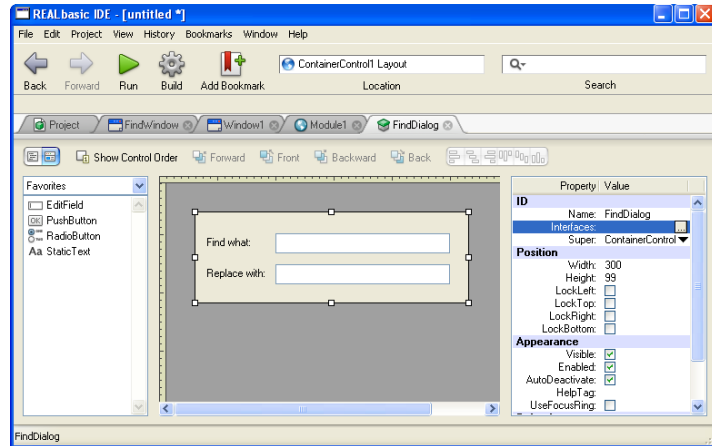 REALbasic IDE - [untitled *]
File Edit Project View History Bookmarks Window Help
ContainerControl1 Layout
Back Forward Run Build Add Bookmark Location Search
Project FindWindow Window1 Module1 FindDialog
Show Control Order Forward Front Backward Back
Favorites
EditField
OK PushButton
RadioButton
Aa StaticText
Find what:
Replace with:
Property Value
ID
Name: FindDialog
Interfaces: ...
Super: ContainerControl
Position
Width: 300
Height: 99
LockLeft:
LockTop:
LockRight:
LockBottom:
Appearance
Visible:
Enabled:
AutoDeactivate:
HelpTag:
UseFocusRing:
FindDialog